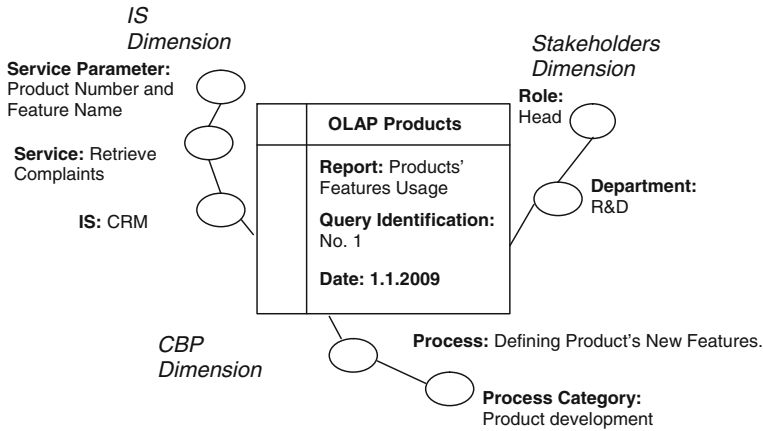 IS
Dimension
Service Parameter:
Product Number and
Feature Name
Service: Retrieve
Complaints
IS: CRM
OLAP Products
Report: Products'
Features Usage
Query Identification:
No. 1
Date: 1.1.2009
Stakeholders
Dimension
Role:
Head
Department:
R&D
CBP
Dimension
Process: Defining Product's New Features.
Process Category:
Product development